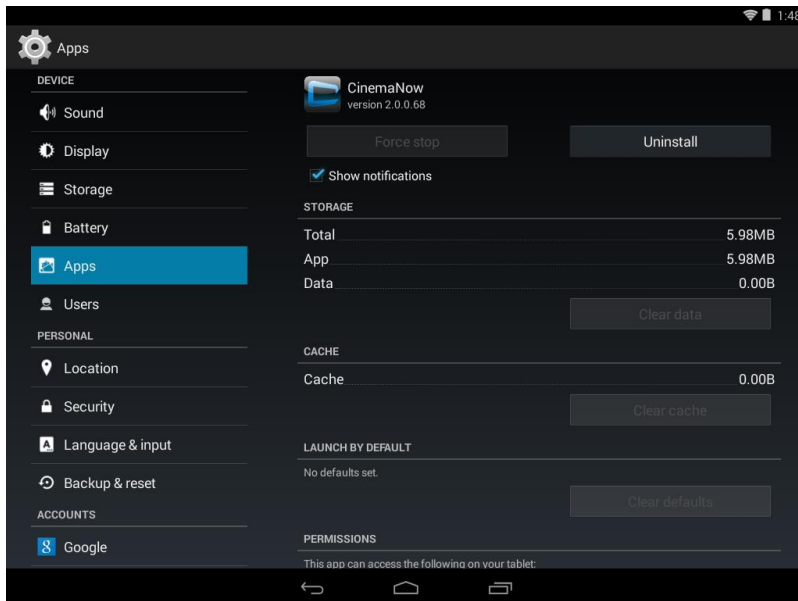 1:48
Apps
DEVICE
Sound
Display
Storage
Battery
Apps
Users
PERSONAL
Location
Security
Language & input
Backup & reset
ACCOUNTS
Google
CinemaNow
version 2.0.0.68
Force stop
Uninstall
Show notifications
STORAGE
Total 5.98MB
App 5.98MB
Data 0.00B
Clear data
CACHE
Cache 0.00B
Clear cache
LAUNCH BY DEFAULT
No defaults set.
Clear defaults
PERMISSIONS
This app can access the following on your tablet: